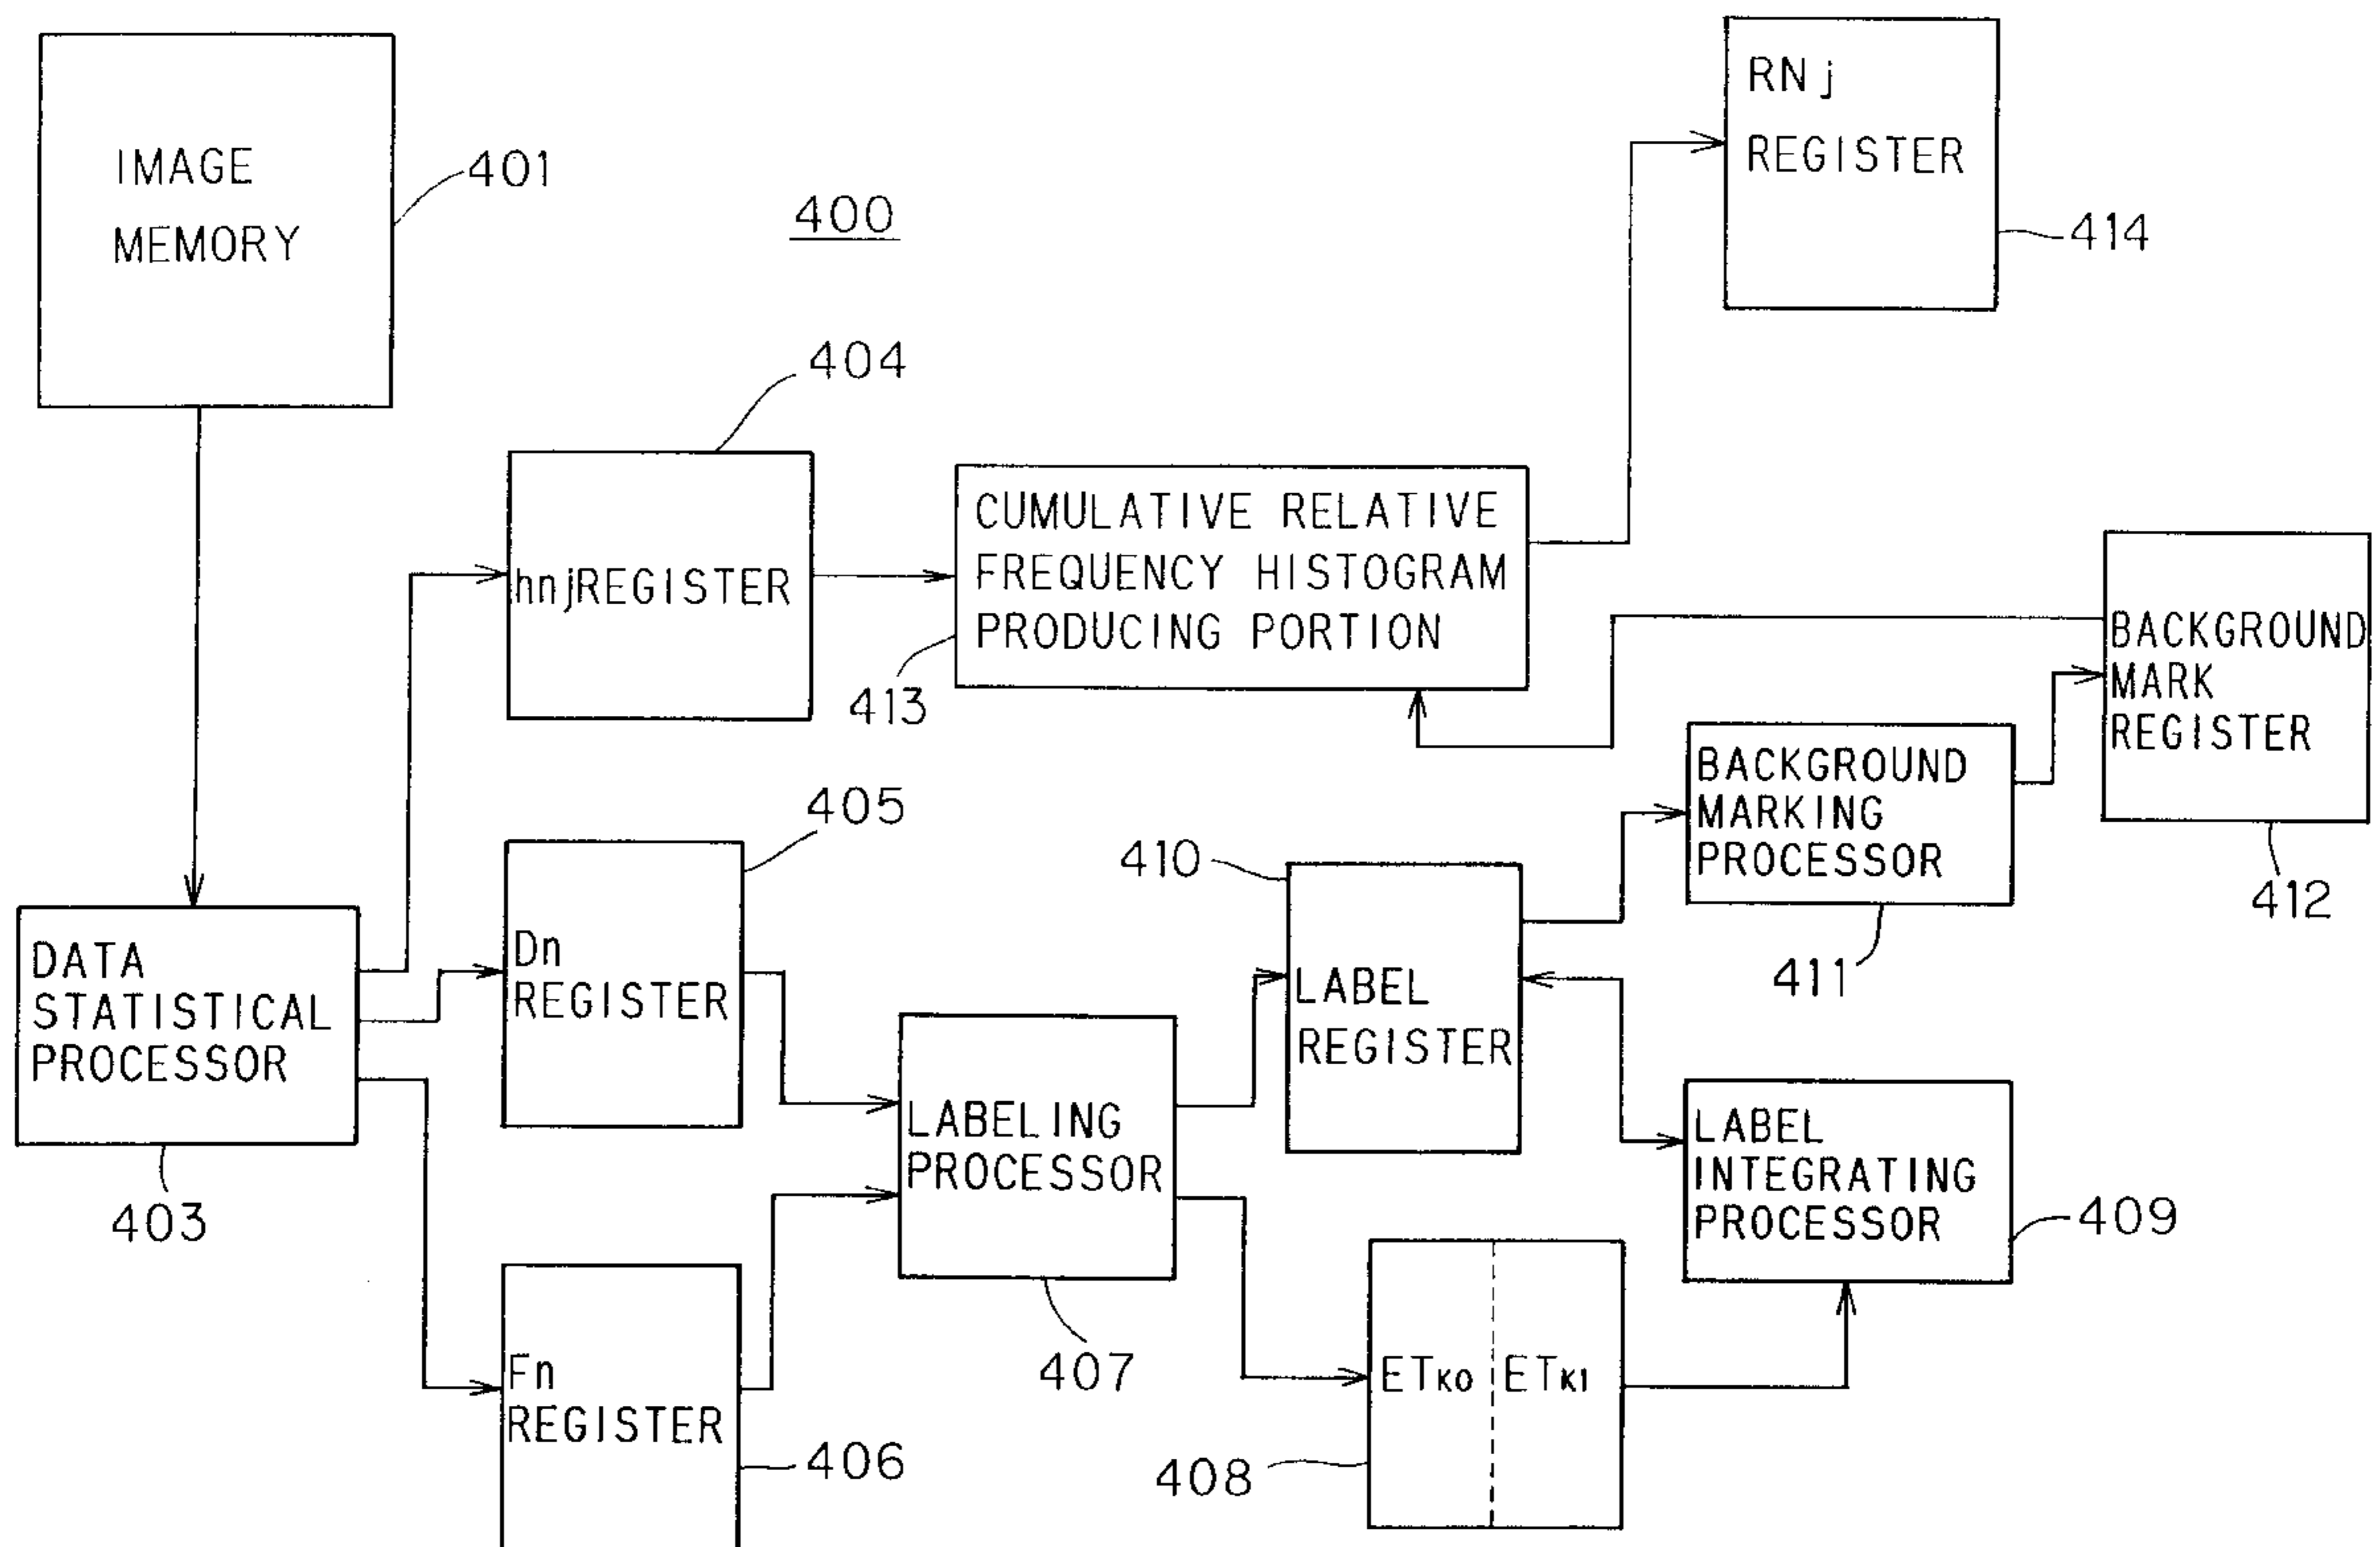 IMAGE
MEMORY
401
400
RNj
REGISTER
414
404
hnjREGISTER
CUMULATIVE RELATIVE
FREQUENCY HISTOGRAM
PRODUCING PORTION
413
BACKGROUND
MARK
REGISTER
412
BACKGROUND
MARKING
PROCESSOR
411
405
Dn
REGISTER
410
LABEL
REGISTER
DATA
STATISTICAL
PROCESSOR
403
LABELING
PROCESSOR
407
LABEL
INTEGRATING
PROCESSOR
409
Fn
REGISTER
406
ETK0
ETK1
408